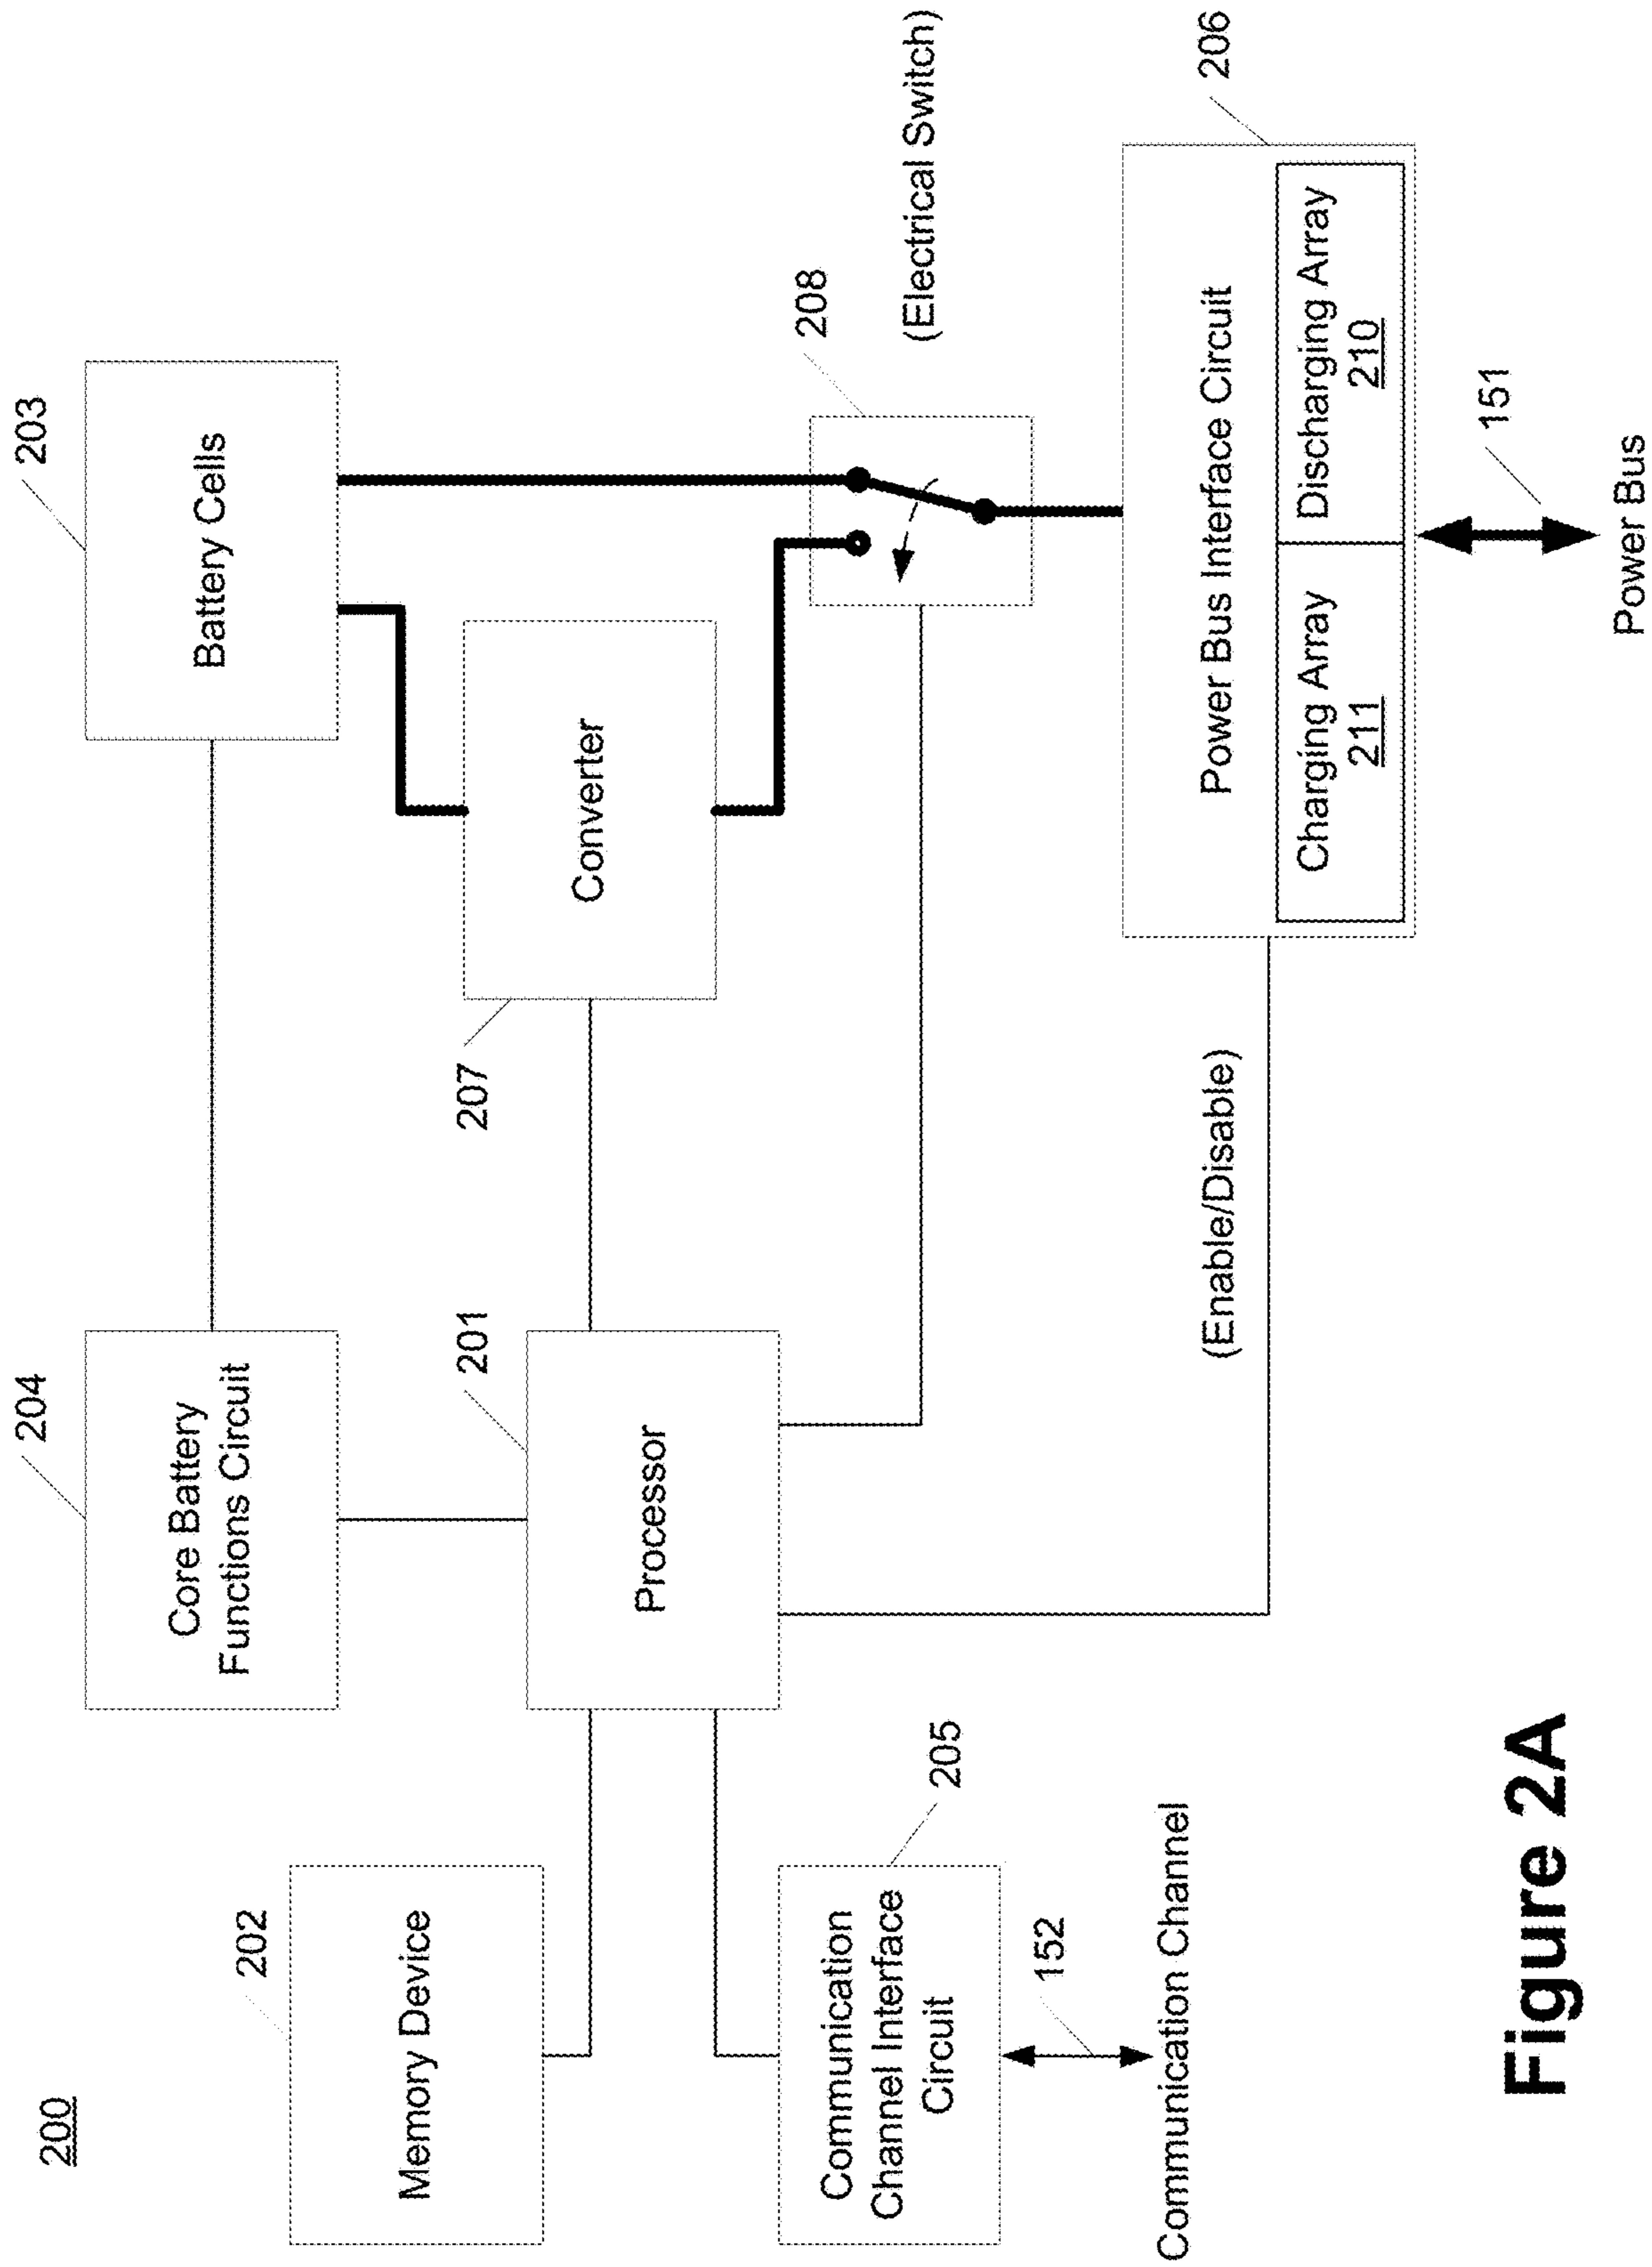 200
204
203
Core Battery
Functions Circuit
Battery Cells
202
Memory Device
201
Processor
207
Converter
208
(Electrical Switch)
205
Communication
Channel Interface
Circuit
152
Communication Channel
(Enable/Disable)
206
Power Bus Interface Circuit
Charging Array
211
Discharging Array
210
151
Power Bus
Figure 2A